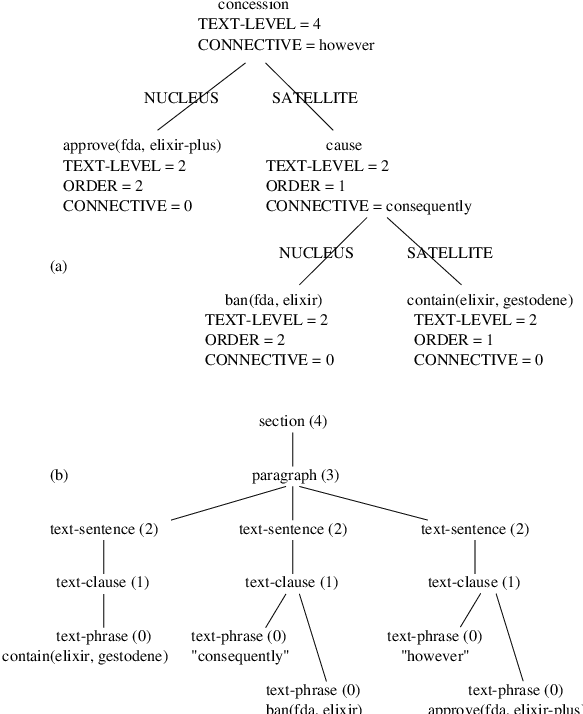 concession
TEXT-LEVEL = 4
CONNECTIVE = however
NUCLEUS SATELLITE
approve(fda, elixir-plus) cause
TEXT-LEVEL = 2 TEXT-LEVEL = 2
ORDER = 2 ORDER = 1
CONNECTIVE = 0 CONNECTIVE = consequently
NUCLEUS SATELLITE
(a)
ban(fda, elixir) contain(elixir, gestodene)
TEXT-LEVEL = 2 TEXT-LEVEL = 2
ORDER = 2 ORDER = 1
CONNECTIVE = 0 CONNECTIVE = 0
section (4)
(b) paragraph (3)
text-sentence (2) text-sentence (2) text-sentence (2)
text-clause (1) text-clause (1) text-clause (1)
text-phrase (0) text-phrase (0) text-phrase (0)
contain(elixir, gestodene) "consequently" "however"
text-phrase (0) text-phrase (0)
ban(fda, elixir) approve(fda, elixir-plus)